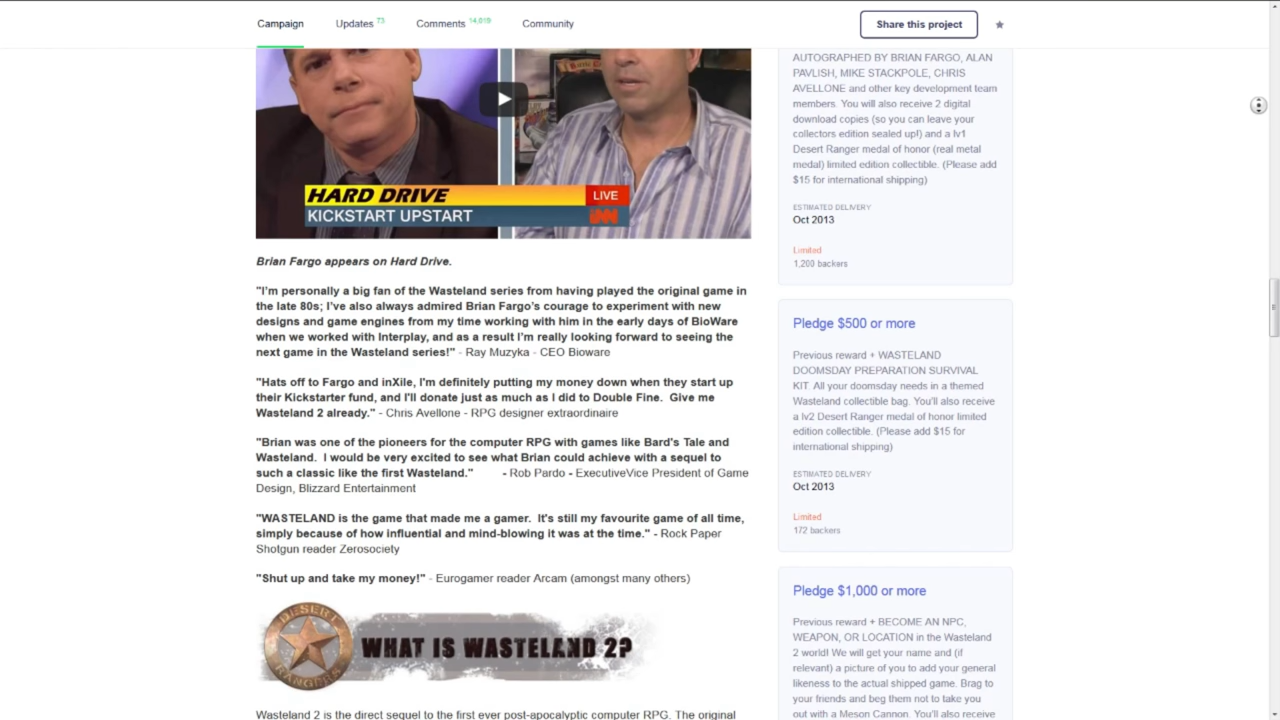 Campaign
Updates 73
Comments 14,619
Community
Share this project
HARD DRIVE
LIVE
KICKSTART UPSTART
INN
Brian Fargo appears on Hard Drive.
"I'm personally a big fan of the Wasteland series from having played the original game in
the late 80s; I've also always admired Brian Fargo's courage to experiment with new
designs and game engines from my time working with him in the early days of BioWare
when we worked with Interplay, and as a result I'm really looking forward to seeing the
next game in the Wasteland series!" - Ray Muzyka - CEO Bioware
"Hats off to Fargo and inXile, I'm definitely putting my money down when they start up
their Kickstarter fund, and I'll donate just as much as I did to Double Fine. Give me
Wasteland 2 already." - Chris Avellone - RPG designer extraordinaire
"Brian was one of the pioneers for the computer RPG with games like Bard's Tale and
Wasteland. I would be very excited to see what Brian could achieve with a sequel to
such a classic like the first Wasteland." - Rob Pardo - ExecutiveVice President of Game
Design, Blizzard Entertainment
"WASTELAND is the game that made me a gamer. It's still my favourite game of all time,
simply because of how influential and mind-blowing it was at the time." - Rock Paper
Shotgun reader Zerosociety
"Shut up and take my money!" - Eurogamer reader Arcam (amongst many others)
DESERT
RANGERS
WHAT IS WASTELAND 2?
Wasteland 2 is the direct sequel to the first ever post-apocalyptic computer RPG. The original
AUTOGRAPHED BY BRIAN FARGO, ALAN
PAVLISH, MIKE STACKPOLE, CHRIS
AVELLONE and other key development team
members. You will also receive 2 digital
download copies (so you can leave your
collectors edition sealed up!) and a lv1
Desert Ranger medal of honor (real metal
medal) limited edition collectible. (Please add
$15 for international shipping)
ESTIMATED DELIVERY
Oct 2013
Limited
1,200 backers
Pledge $500 or more
Previous reward + WASTELAND
DOOMSDAY PREPARATION SURVIVAL
KIT. All your doomsday needs in a themed
Wasteland collectible bag. You'll also receive
a lv2 Desert Ranger medal of honor limited
edition collectible. (Please add $15 for
international shipping)
ESTIMATED DELIVERY
Oct 2013
Limited
172 backers
Pledge $1,000 or more
Previous reward + BECOME AN NPC,
WEAPON, OR LOCATION in the Wasteland
2 world! We will get your name and (if
relevant) a picture of you to add your general
likeness to the actual shipped game. Brag to
your friends and beg them not to take you
out with a Meson Cannon. You'll also receive